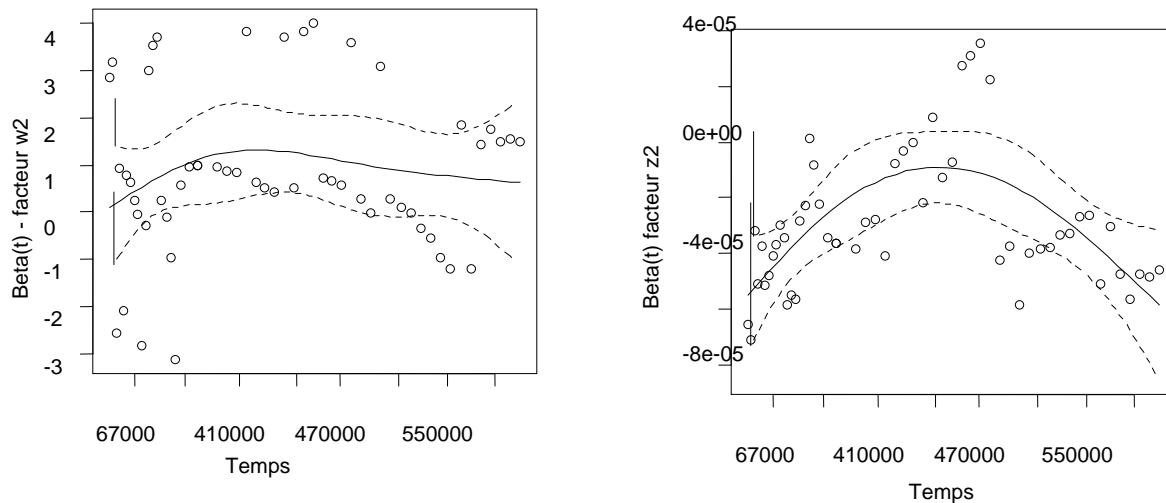 4
3
2
1
0
-1
2
-3
Beta(t) - facteur w2
67000 410000 470000 550000
Temps
4e-05
0e+00
-4e-05
-8e-05
Beta(t) facteur z2
67000 410000 470000 550000
Temps